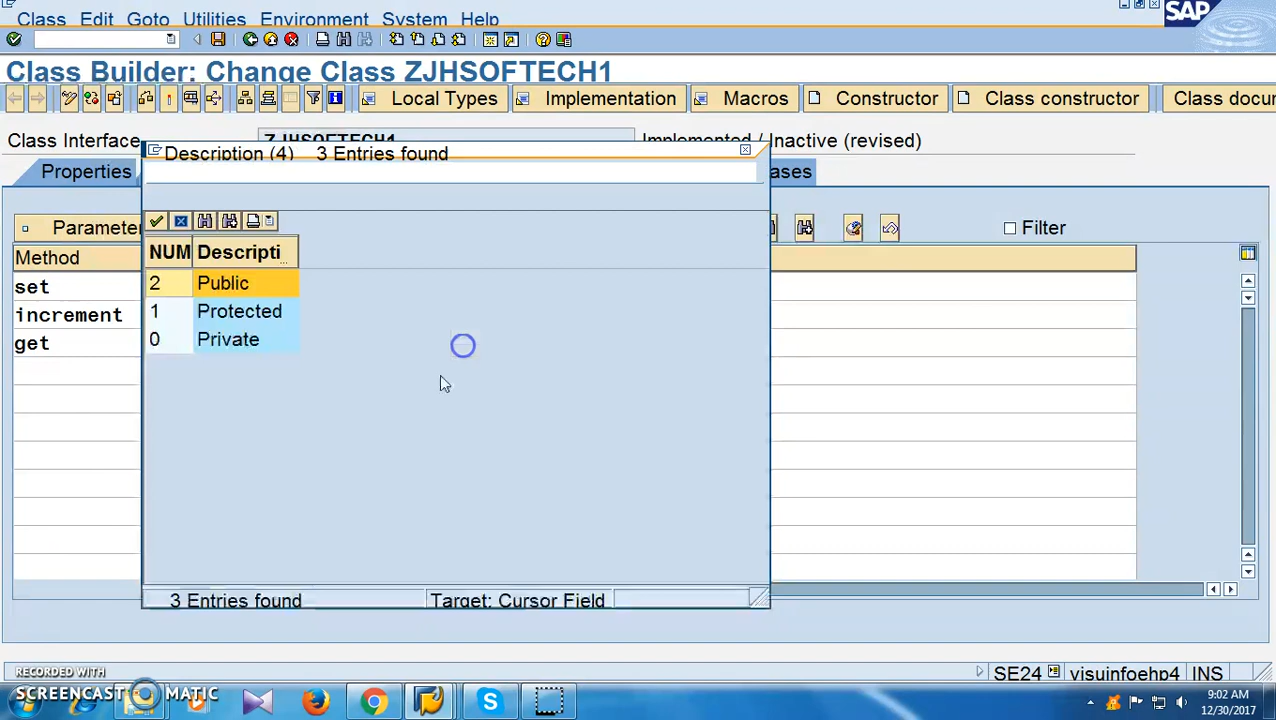 Class Edit Goto Utilities Environment System Help
SAP
Class Builder: Change Class ZJHSOFTECH1
Local Types Implementation Macros Constructor Class constructor Class docu
Class Interface ZJHSOFTECH1 Implemented / Inactive (revised)
Description (4) 3 Entries found
Properties ases
Paramete Filter
NUM Descripti
Method
2 Public
set
1 Protected
increment
0 Private
get
3 Entries found Target: Cursor Field
SE24 visuinfoehp4 INS
RECORDED WITH
SCREENCAST MATIC
9:02 AM
12/30/2017